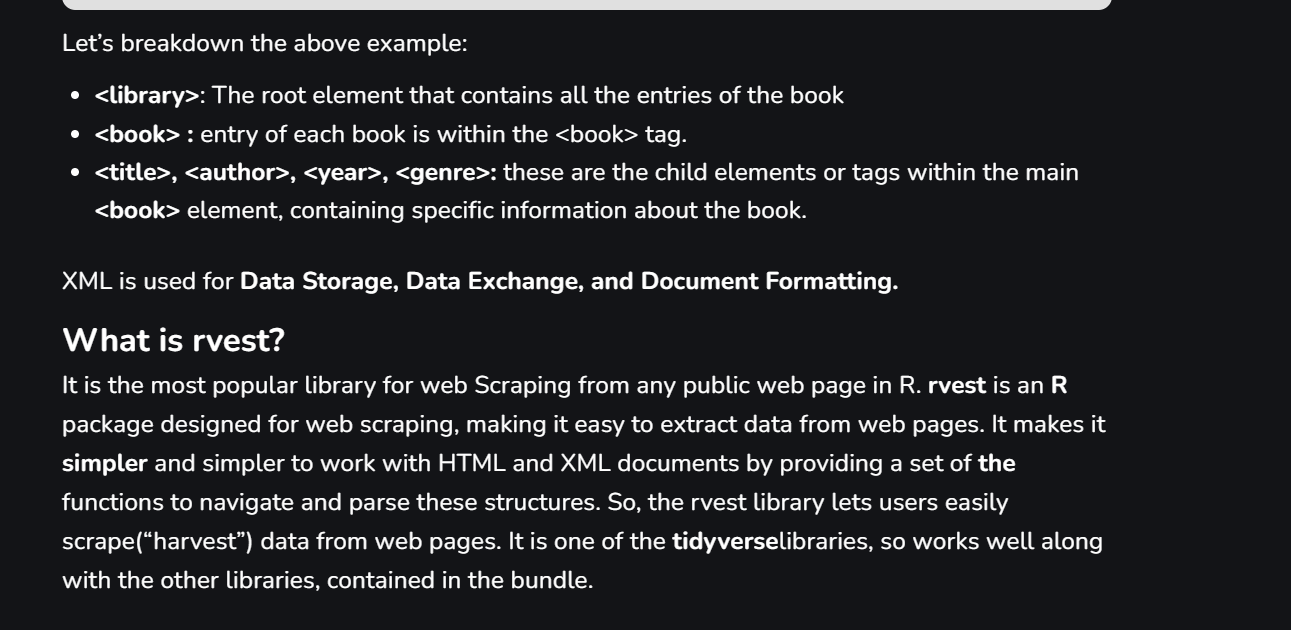 Let’s breakdown the above example:
• <library>: The root element that contains all the entries of the book
• <book> : entry of each book is within the <book> tag.
• <title>, <author>, <year>, <genre>: these are the child elements or tags within the main
<book> element, containing specific information about the book.
XML is used for Data Storage, Data Exchange, and Document Formatting.
What is rvest?
It is the most popular library for web Scraping from any public web page in R. rvest is an R
package designed for web scraping, making it easy to extract data from web pages. It makes it
simpler and simpler to work with HTML and XML documents by providing a set of the
functions to navigate and parse these structures. So, the rvest library lets users easily
scrape(“harvest”) data from web pages. It is one of the tidyverselibraries, so works well along
with the other libraries, contained in the bundle.